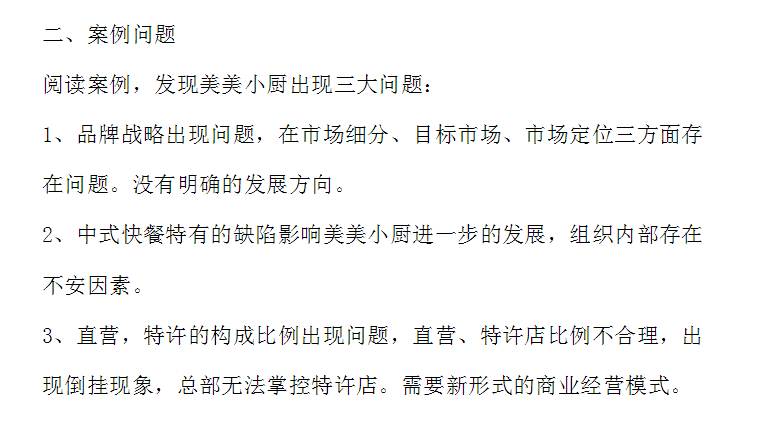 二、案例问题
阅读案例，发现美美小厨出现三大问题：
1、品牌战略出现问题，在市场细分、目标市场、市场定位三方面存
在问题。没有明确的发展方向。
2、中式快餐特有的缺陷影响美美小厨进一步的发展，组织内部存在
不安因素。
3、直营，特许的构成比例出现问题，直营、特许店比例不合理，出
现倒挂现象，总部无法掌控特许店。需要新形式的商业经营模式。